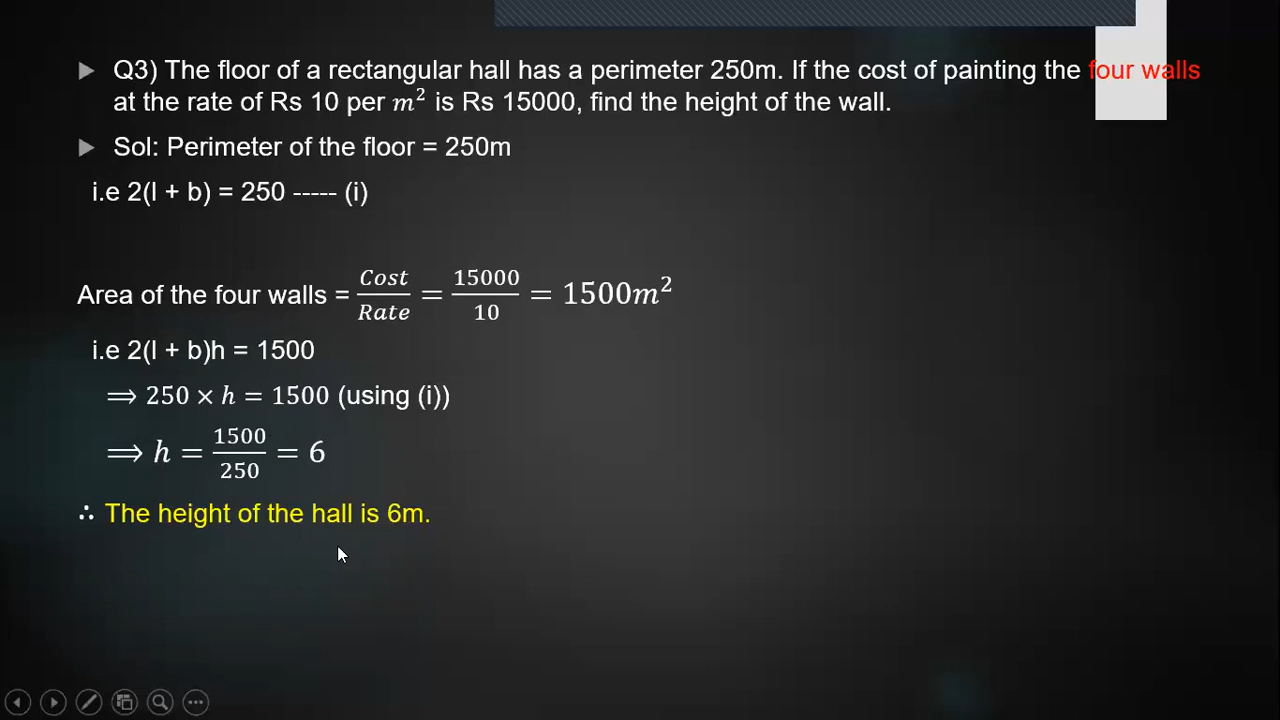 Q3) The floor of a rectangular hall has a perimeter 250m. If the cost of painting the four walls
at the rate of Rs 10 per m² is Rs 15000, find the height of the wall.
Sol: Perimeter of the floor = 250m
i.e 2(l + b) = 250 ----- (i)
Area of the four walls = Cost/Rate = 15000/10 = 1500m²
i.e 2(l + b)h = 1500
⟹ 250 × h = 1500 (using (i))
⟹ h = 1500/250 = 6
∴ The height of the hall is 6m.